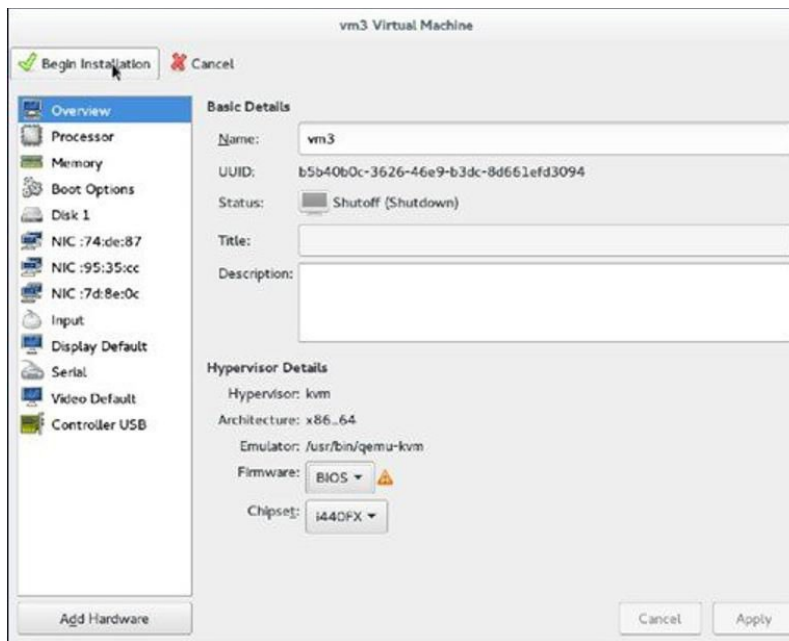 vm3 Virtual Machine
Begin Installation
Cancel
Overview
Processor
Memory
Boot Options
Disk 1
NIC :74:de:87
NIC :95:35:cc
NIC :7d:8e:0c
Input
Display Default
Serial
Video Default
Controller USB
Add Hardware
Basic Details
Name: vm3
UUID: b5b40b0c-3626-46e9-b3dc-8d661efd3094
Status: Shutoff (Shutdown)
Title:
Description:
Hypervisor Details
Hypervisor: kvm
Architecture: x86_64
Emulator: /usr/bin/qemu-kvm
Firmware: BIOS
Chipset: i440FX
Cancel Apply